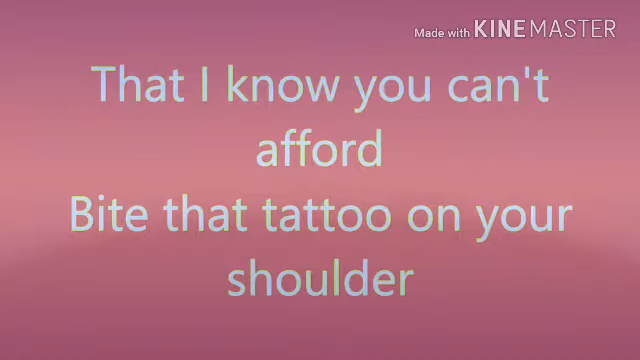 Made with KINEMASTER
That I know you can't
afford
Bite that tattoo on your
shoulder